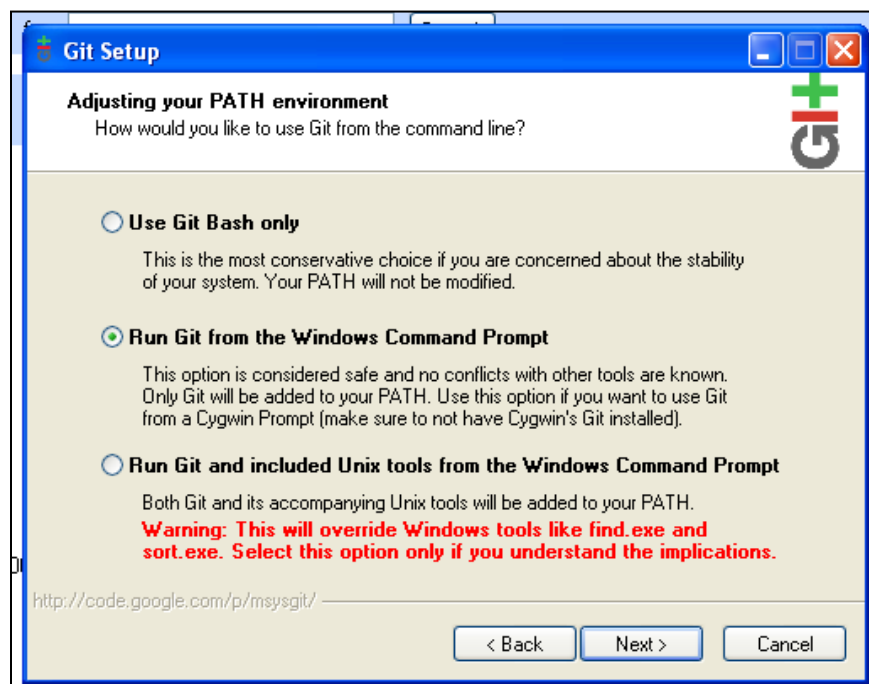 Git Setup
Adjusting your PATH environment
How would you like to use Git from the command line?
GIt
Use Git Bash only
This is the most conservative choice if you are concerned about the stability
of your system. Your PATH will not be modified.
Run Git from the Windows Command Prompt
This option is considered safe and no conflicts with other tools are known.
Only Git will be added to your PATH. Use this option if you want to use Git
from a Cygwin Prompt (make sure to not have Cygwin's Git installed).
Run Git and included Unix tools from the Windows Command Prompt
Both Git and its accompanying Unix tools will be added to your PATH.
Warning: This will override Windows tools like find.exe and
sort.exe. Select this option only if you understand the implications.
http://code.google.com/p/msysgit/
< Back Next > Cancel